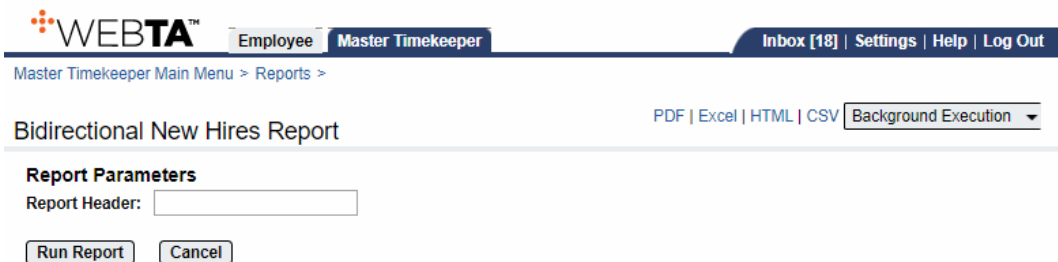 WEBTA™
Employee Master Timekeeper Inbox [18] | Settings | Help | Log Out
Master Timekeeper Main Menu > Reports >
Bidirectional New Hires Report PDF | Excel | HTML | CSV Background Execution
Report Parameters
Report Header:
Run Report Cancel